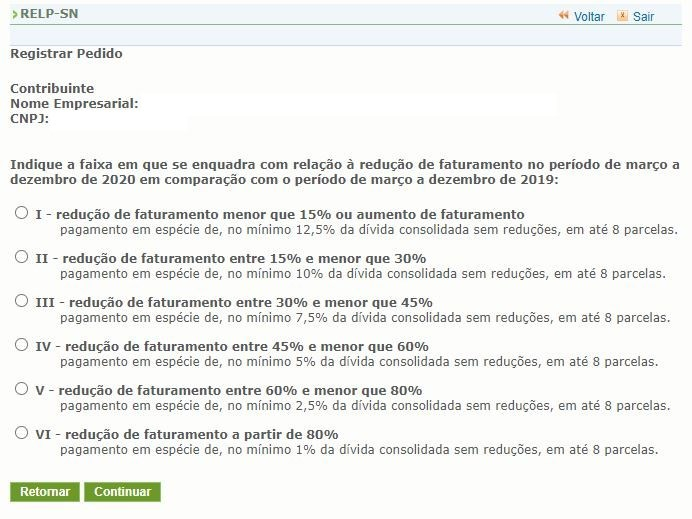 RELP-SN
Voltar Sair
Registrar Pedido
Contribuinte
Nome Empresarial:
CNPJ:
Indique a faixa em que se enquadra com relação à redução de faturamento no período de março a
dezembro de 2020 em comparação com o período de março a dezembro de 2019:
I - redução de faturamento menor que 15% ou aumento de faturamento
pagamento em espécie de, no mínimo 12,5% da dívida consolidada sem reduções, em até 8 parcelas.
II - redução de faturamento entre 15% e menor que 30%
pagamento em espécie de, no mínimo 10% da dívida consolidada sem reduções, em até 8 parcelas.
III - redução de faturamento entre 30% e menor que 45%
pagamento em espécie de, no mínimo 7,5% da dívida consolidada sem reduções, em até 8 parcelas.
IV - redução de faturamento entre 45% e menor que 60%
pagamento em espécie de, no mínimo 5% da dívida consolidada sem reduções, em até 8 parcelas.
V - redução de faturamento entre 60% e menor que 80%
pagamento em espécie de, no mínimo 2,5% da dívida consolidada sem reduções, em até 8 parcelas.
VI - redução de faturamento a partir de 80%
pagamento em espécie de, no mínimo 1% da dívida consolidada sem reduções, em até 8 parcelas.
Retornar Continuar